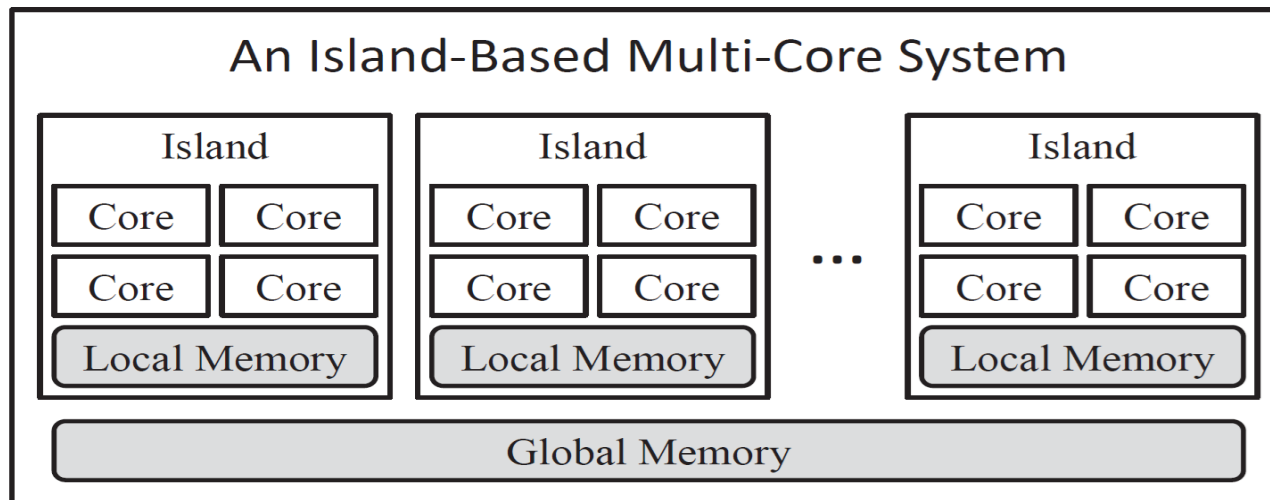 An Island-Based Multi-Core System
Island Island Island
Core Core Core Core Core Core
Core Core Core Core ... Core Core
Local Memory Local Memory Local Memory
Global Memory